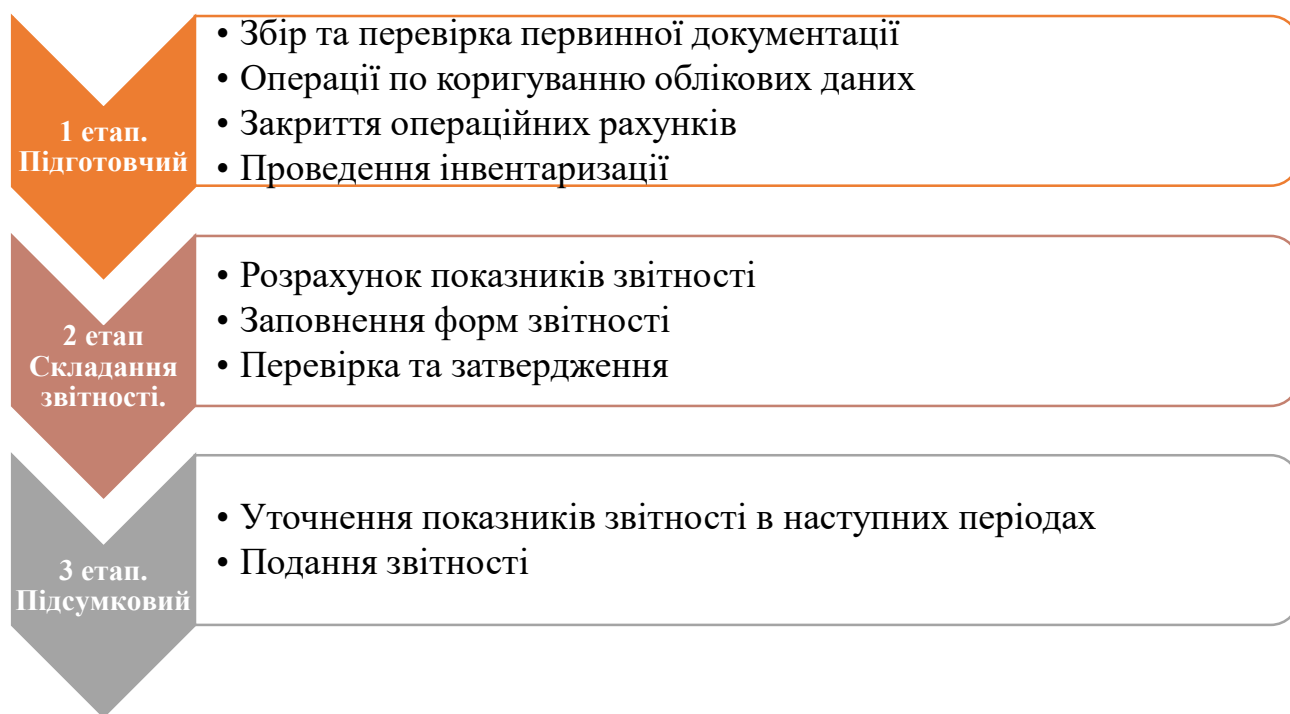 1 етап.
Підготовчий
• Збір та перевірка первинної документації
• Операції по коригуванню облікових даних
• Закриття операційних рахунків
• Проведення інвентаризації
2 етап
Складання
звітності.
• Розрахунок показників звітності
• Заповнення форм звітності
• Перевірка та затвердження
3 етап.
Підсумковий
• Уточнення показників звітності в наступних періодах
• Подання звітності